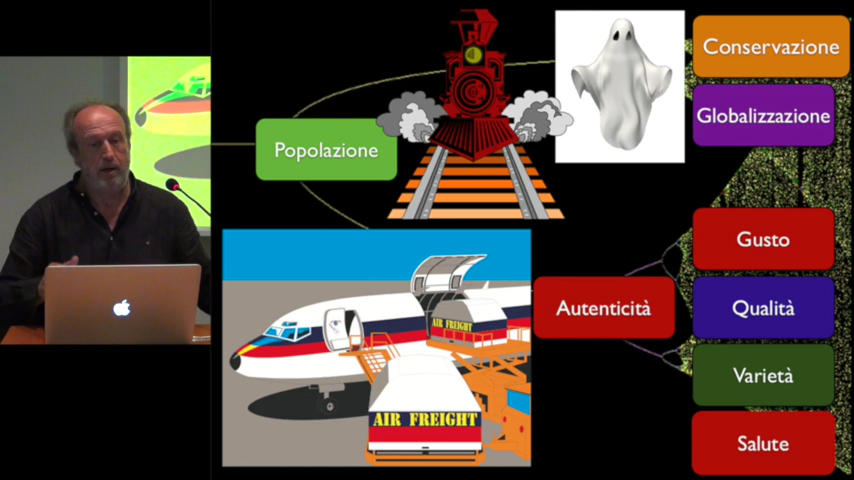 Conservazione
Globalizzazione
Popolazione
Gusto
Autenticità
AIR FREIGHT
Qualità
Varietà
AIR FREIGHT
Salute